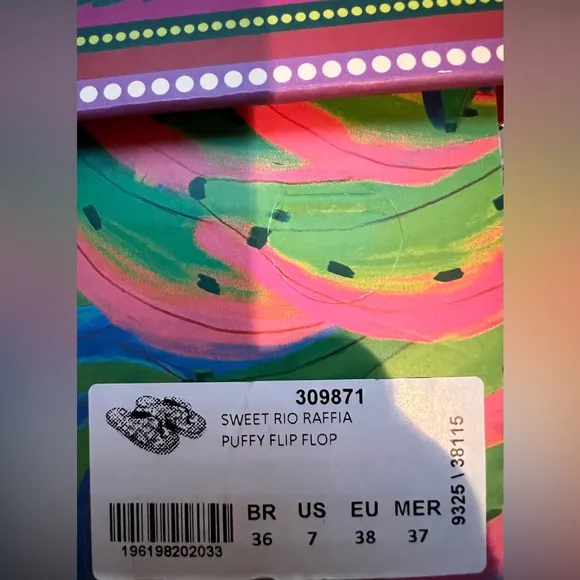 309871
SWEET RIO RAFFIA
PUFFY FLIP FLOP
9325 \ 38115
BR US EU MER
36 7 38 37
196198202033